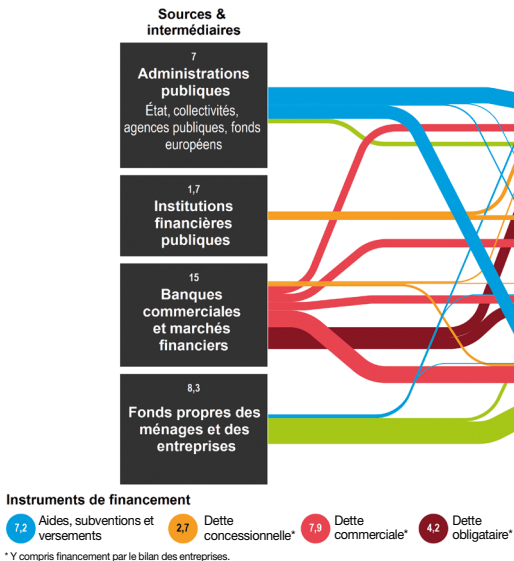 Sources &
intermédiaires
7
Administrations
publiques
État, collectivités,
agences publiques, fonds
européens
1,7
Institutions
financières
publiques
15
Banques
commerciales
et marchés
financiers
8,3
Fonds propres des
ménages et des
entreprises
Instruments de financement
7,2 Aides, subventions et
versements
2,7 Dette
concessionnelle*
7,9 Dette
commerciale*
4,2 Dette
obligataire*
* Y compris financement par le bilan des entreprises.